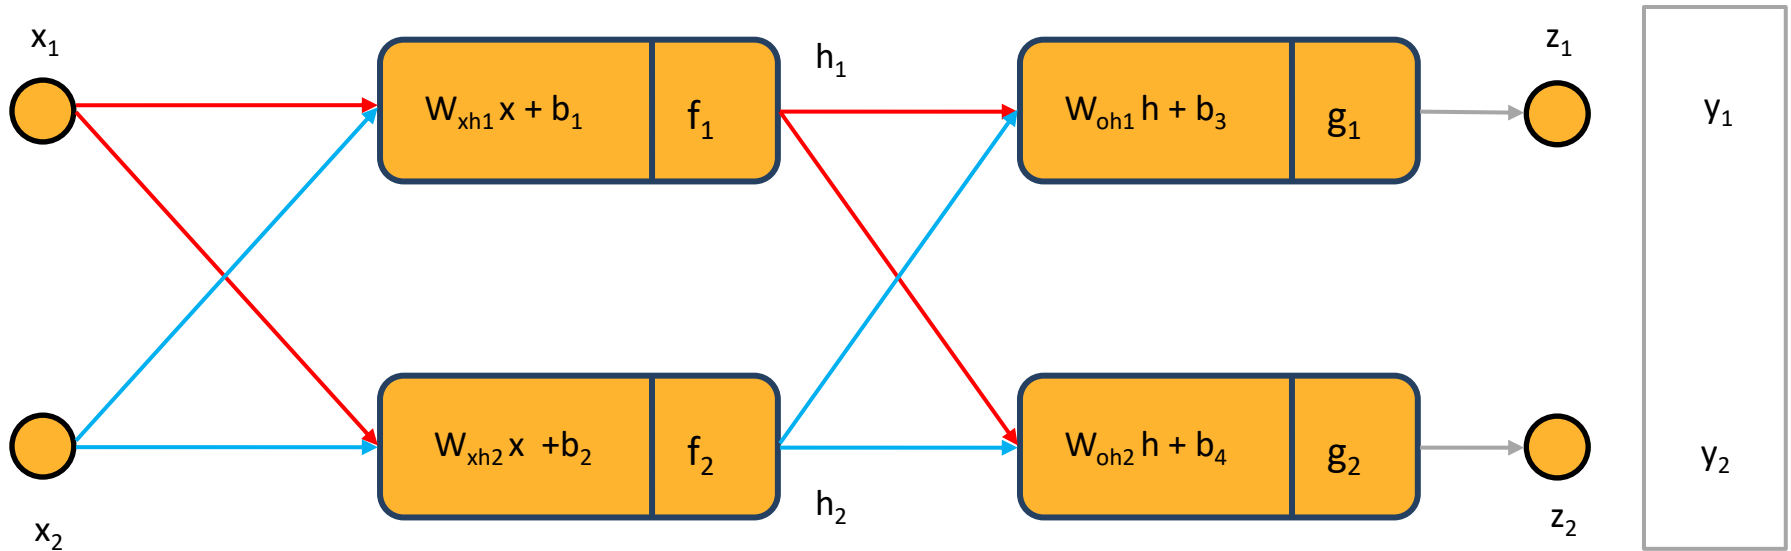 x₁
h₁
z₁
Wₓₕ₁ x + b₁
f₁
Wₒₕ₁ h + b₃
g₁
y₁
Wₓₕ₂ x +b₂
f₂
Wₒₕ₂ h + b₄
g₂
y₂
x₂
h₂
z₂